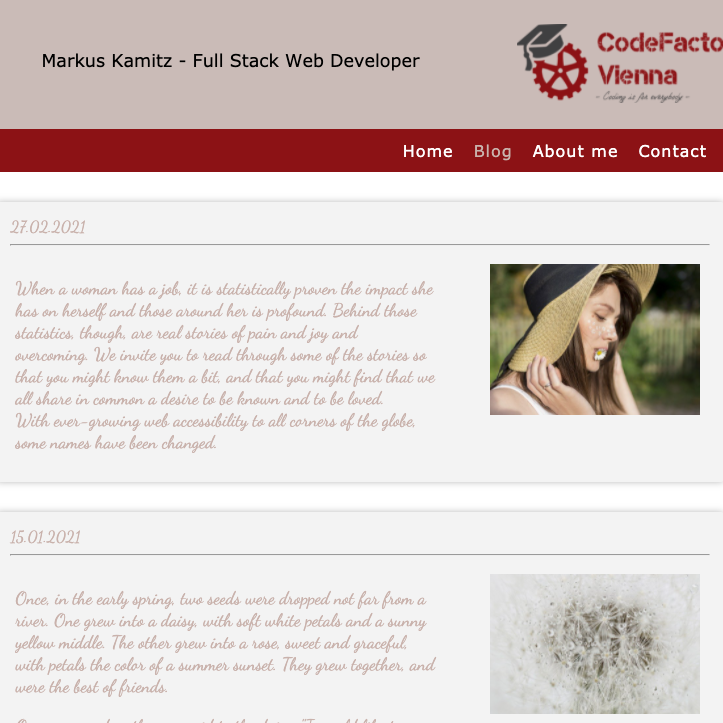 Markus Kamitz - Full Stack Web Developer
CodeFacto
Vienna
~ Coding is for everybody ~
Home Blog About me Contact
27.02.2021
When a woman has a job, it is statistically proven the impact she
has on herself and those around her is profound. Behind those
statistics, though, are real stories of pain and joy and
overcoming. We invite you to read through some of the stories so
that you might know them a bit, and that you might find that we
all share in common a desire to be known and to be loved.
With ever-growing web accessibility to all corners of the globe,
some names have been changed.
15.01.2021
Once, in the early spring, two seeds were dropped not far from a
river. One grew into a daisy, with soft white petals and a sunny
yellow middle. The other grew into a rose, sweet and graceful,
with petals the color of a summer sunset. They grew together, and
were the best of friends.